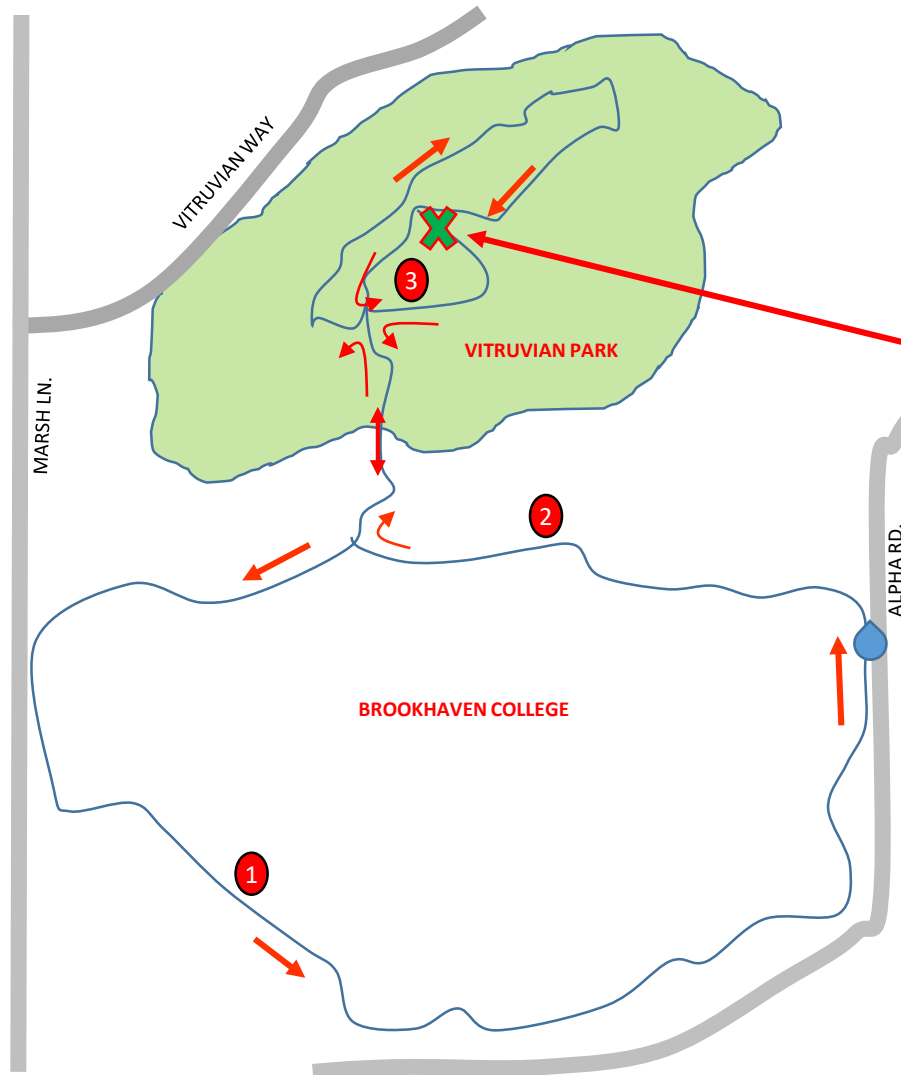 VITRUVIAN WAY
3
VITRUVIAN PARK
MARSH LN.
2
ALPHA RD.
BROOKHAVEN COLLEGE
1